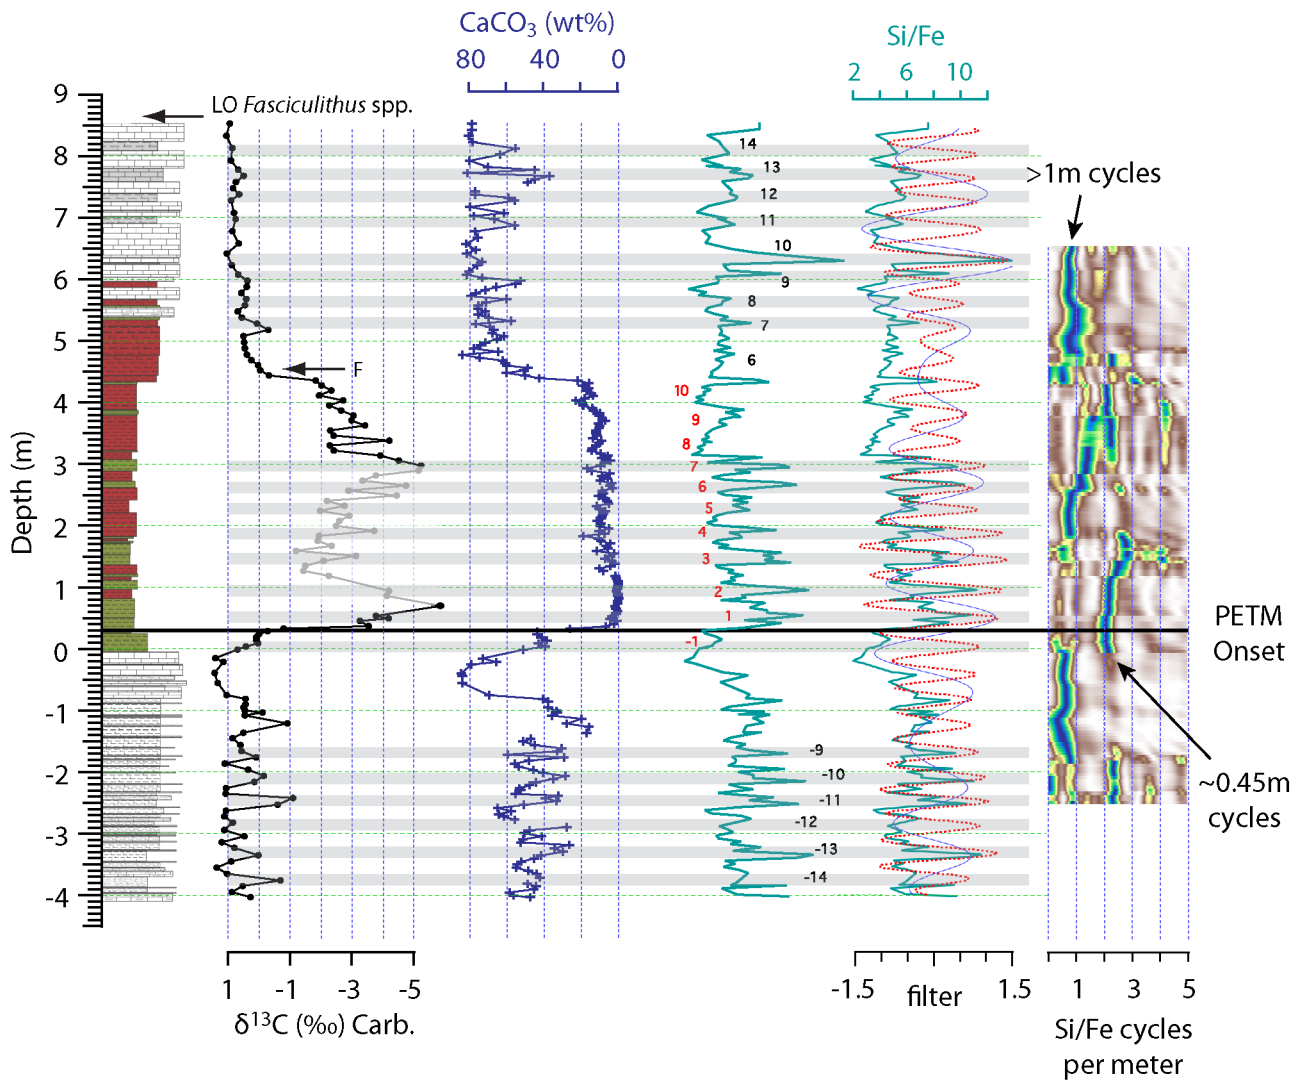 CaCO₃ (wt%)
80 40 0
Si/Fe
2 6 10
LO Fasciculithus spp.
9
8
7
6
5
4
3
2
1
0
-1
-2
-3
-4
Depth (m)
F
14
13
12
11
10
9
8
7
6
10
9
8
7
6
5
4
3
2
1
-1
-9
-10
-11
-12
-13
-14
>1m cycles
PETM
Onset
~0.45m
cycles
1 -1 -3 -5
δ¹³C (‰) Carb.
-1.5 1.5
filter
1 3 5
Si/Fe cycles
per meter